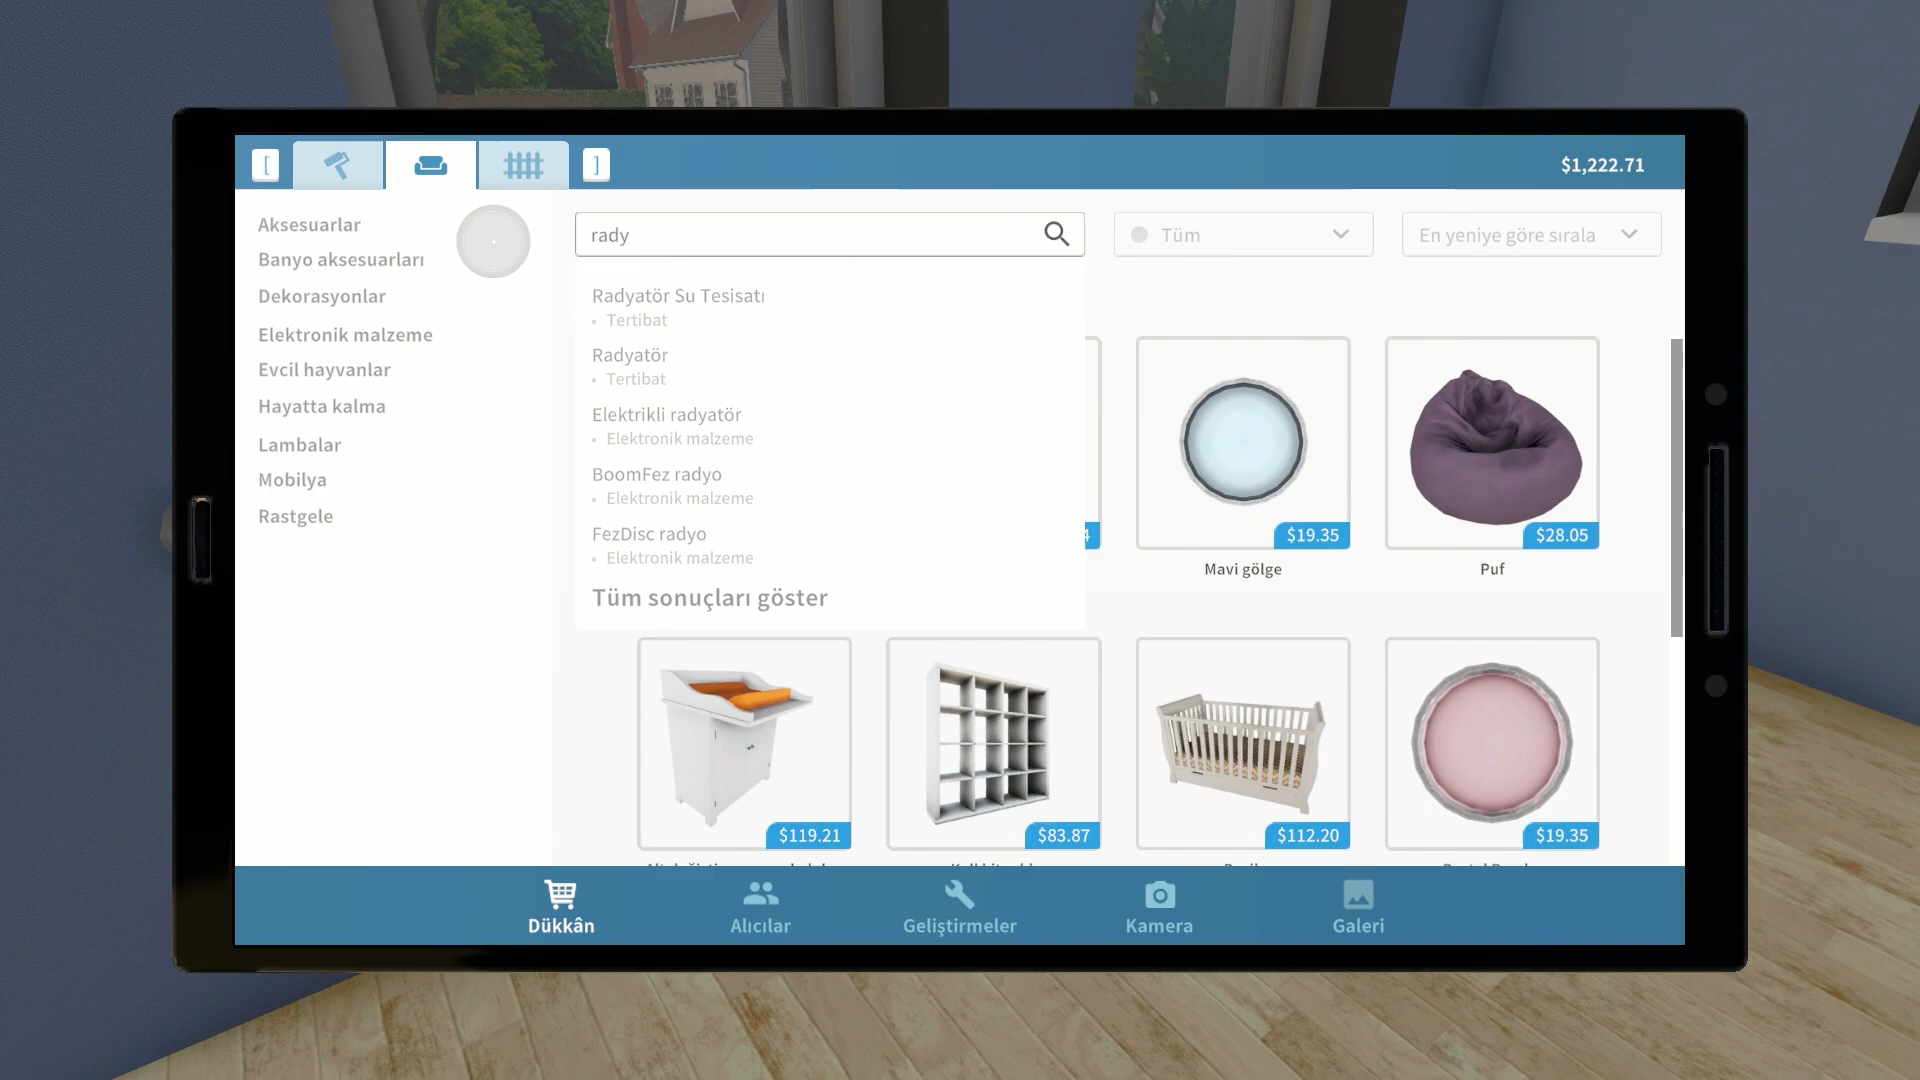 [
]
$1,222.71
Aksesuarlar
Banyo aksesuarları
Dekorasyonlar
Elektronik malzeme
Evcil hayvanlar
Hayatta kalma
Lambalar
Mobilya
Rastgele
rady
Tüm
En yeniye göre sırala
Radyatör Su Tesisatı
• Tertibat
Radyatör
• Tertibat
Elektrikli radyatör
• Elektronik malzeme
BoomFez radyo
• Elektronik malzeme
FezDisc radyo
• Elektronik malzeme
Tüm sonuçları göster
4
$19.35
Mavi gölge
$28.05
Puf
$119.21
$83.87
$112.20
$19.35
Dükkân
Alıcılar
Geliştirmeler
Kamera
Galeri